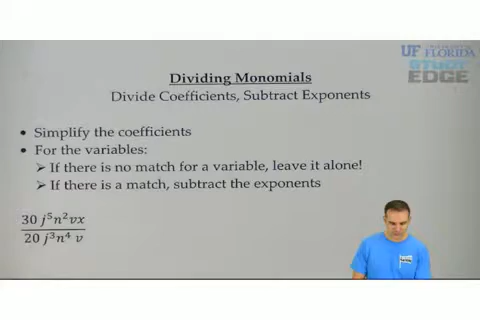 UF
FLORIDA
STUDY
EDGE
Dividing Monomials
Divide Coefficients, Subtract Exponents
• Simplify the coefficients
• For the variables:
➤ If there is no match for a variable, leave it alone!
➤ If there is a match, subtract the exponents
30 j⁵n²vx
20 j³n⁴ v